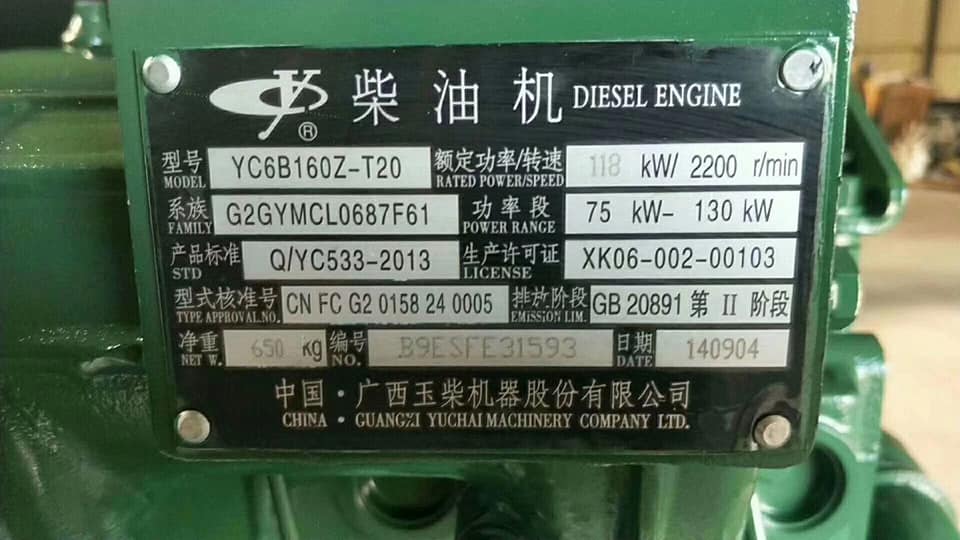 YC ® 柴油机 DIESEL ENGINE
型号 YC6B160Z-T20 额定功率/转速 118 kW/ 2200 r/min
MODEL RATED POWER/SPEED
系族 G2GYMCL0687F61 功率段 75 kW- 130 kW
FAMILY POWER RANGE
产品标准 Q/YC533-2013 生产许可证 XK06-002-00103
STD LICENSE
型式核准号 CN FC G2 0158 24 0005 排放阶段 GB 20891 第 II 阶段
TYPE APPROVAL.NO. EMISSION LIM.
净重 650 kg 编号 B9ESFE31593 日期 140904
NET W. NO. DATE
中国·广西玉柴机器股份有限公司
CHINA · GUANGXI YUCHAI MACHINERY COMPANY LTD.